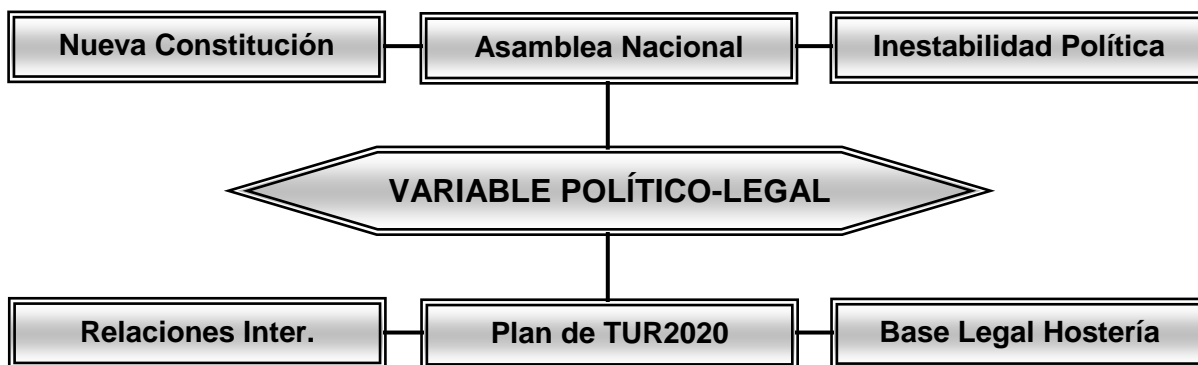 Nueva Constitución
Asamblea Nacional
Inestabilidad Política
VARIABLE POLÍTICO-LEGAL
Relaciones Inter.
Plan de TUR2020
Base Legal Hostería